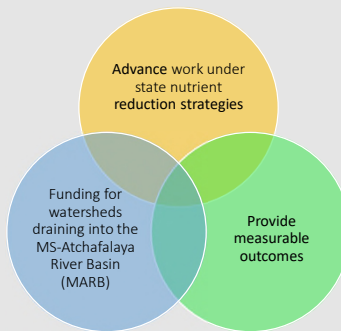 Advance work under
state nutrient
reduction strategies
Funding for
watersheds
draining into the
MS-Atchafalaya
River Basin
(MARB)
Provide
measurable
outcomes